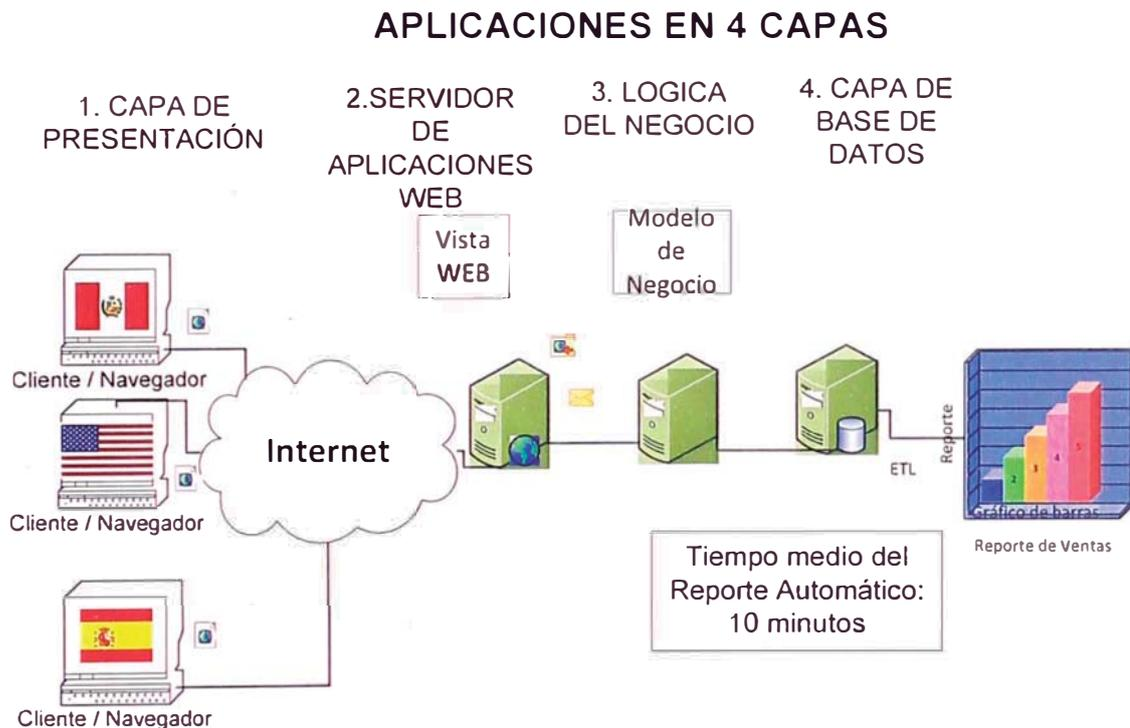 APLICACIONES EN 4 CAPAS
1. CAPA DE
PRESENTACIÓN
2.SERVIDOR
DE
APLICACIONES
WEB
3. LOGICA
DEL NEGOCIO
4. CAPA DE
BASE DE
DATOS
Vista
WEB
Modelo
de
Negocio
Cliente / Navegador
Cliente / Navegador
Cliente / Navegador
Internet
ETL
Reporte
2
3
4
5
Gráfico de barras
Reporte de Ventas
Tiempo medio del
Reporte Automático:
10 minutos